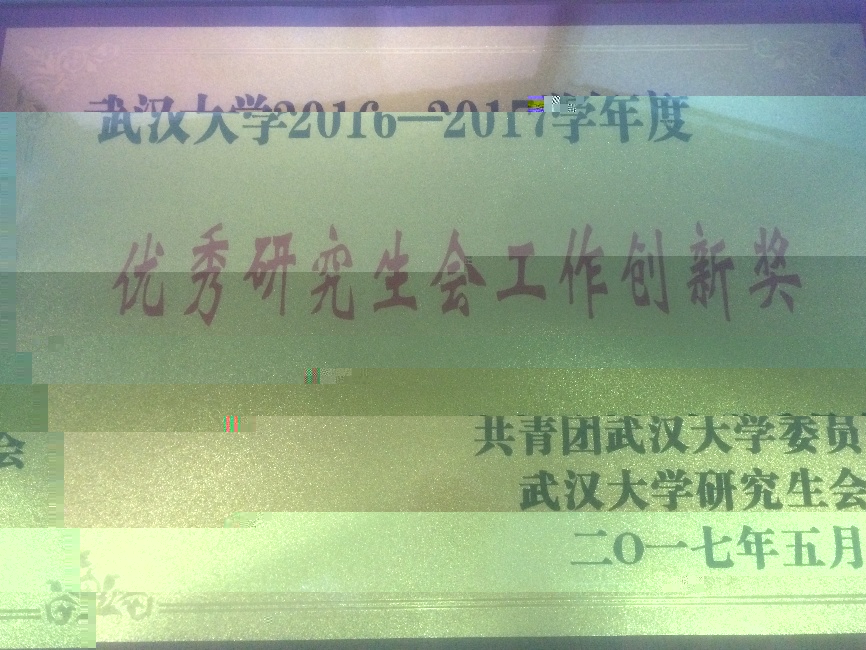 武汉大学2016—2017学年度
优秀研究生会工作创新奖
共青团武汉大学委员会
武汉大学研究生会
二〇一七年五月